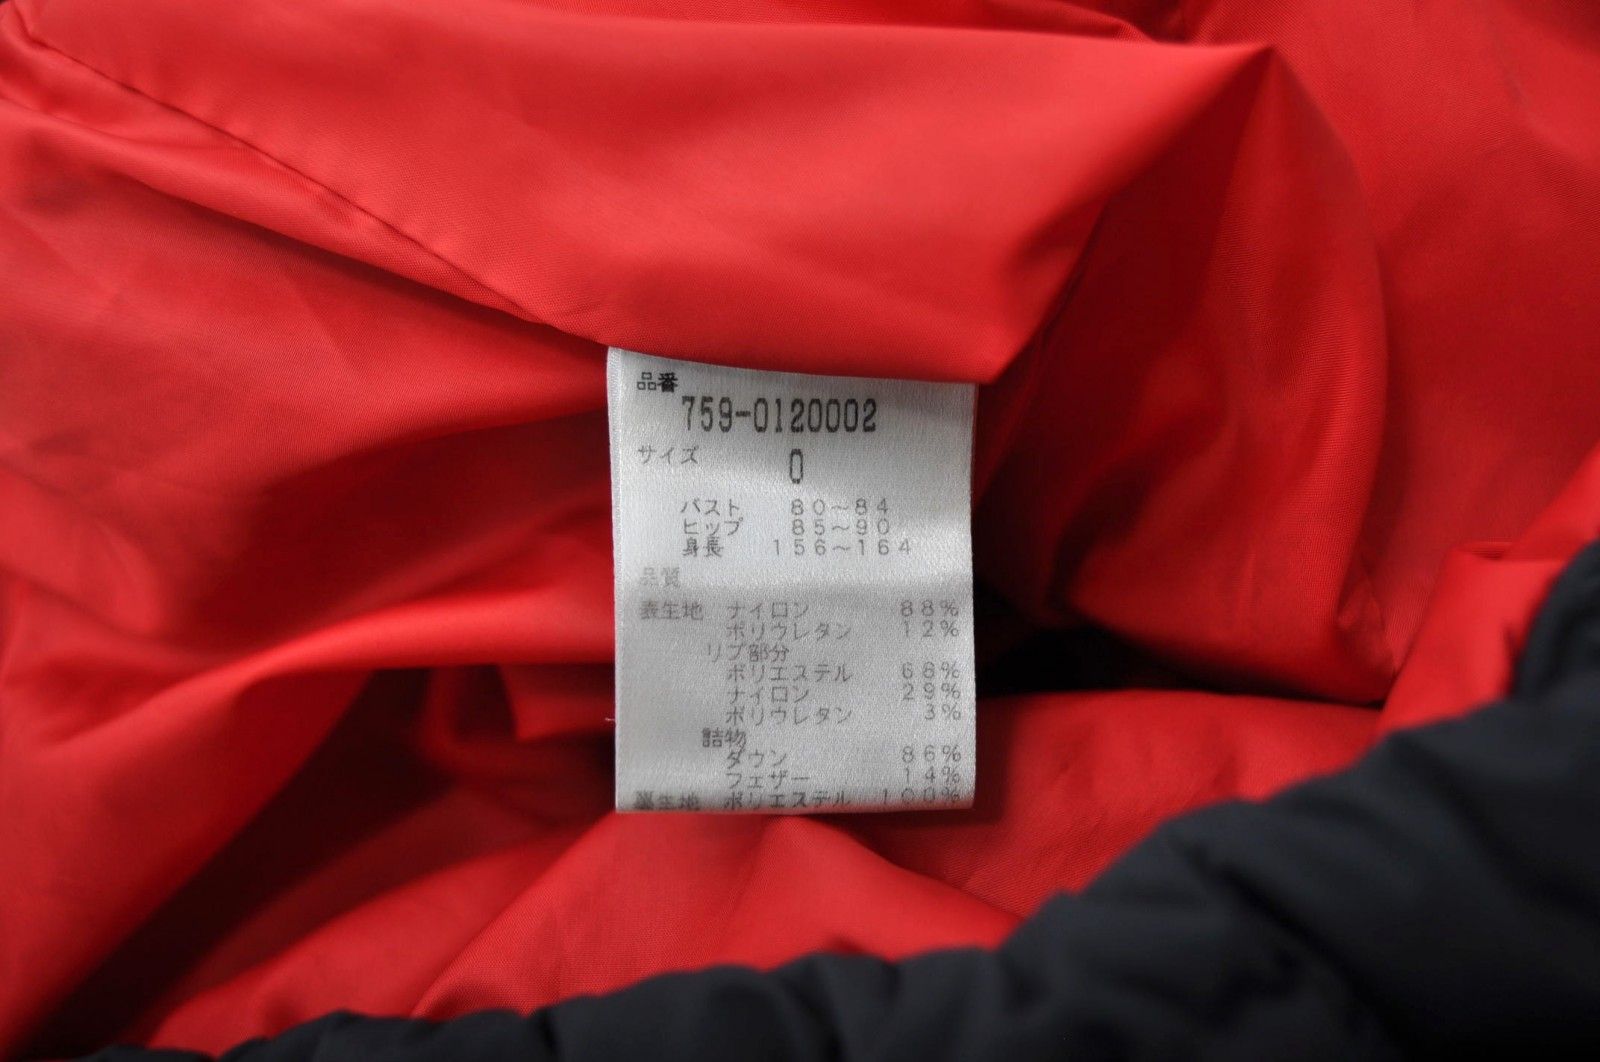 品番
759-0120002
サイズ 0
バスト 80~84
ヒップ 85~90
身長 156~164
品質
表生地 ナイロン 88%
ポリウレタン 12%
リブ部分
ポリエステル 68%
ナイロン 29%
ポリウレタン 3%
詰物
ダウン 86%
フェザー 14%
裏生地 ポリエステル 100%